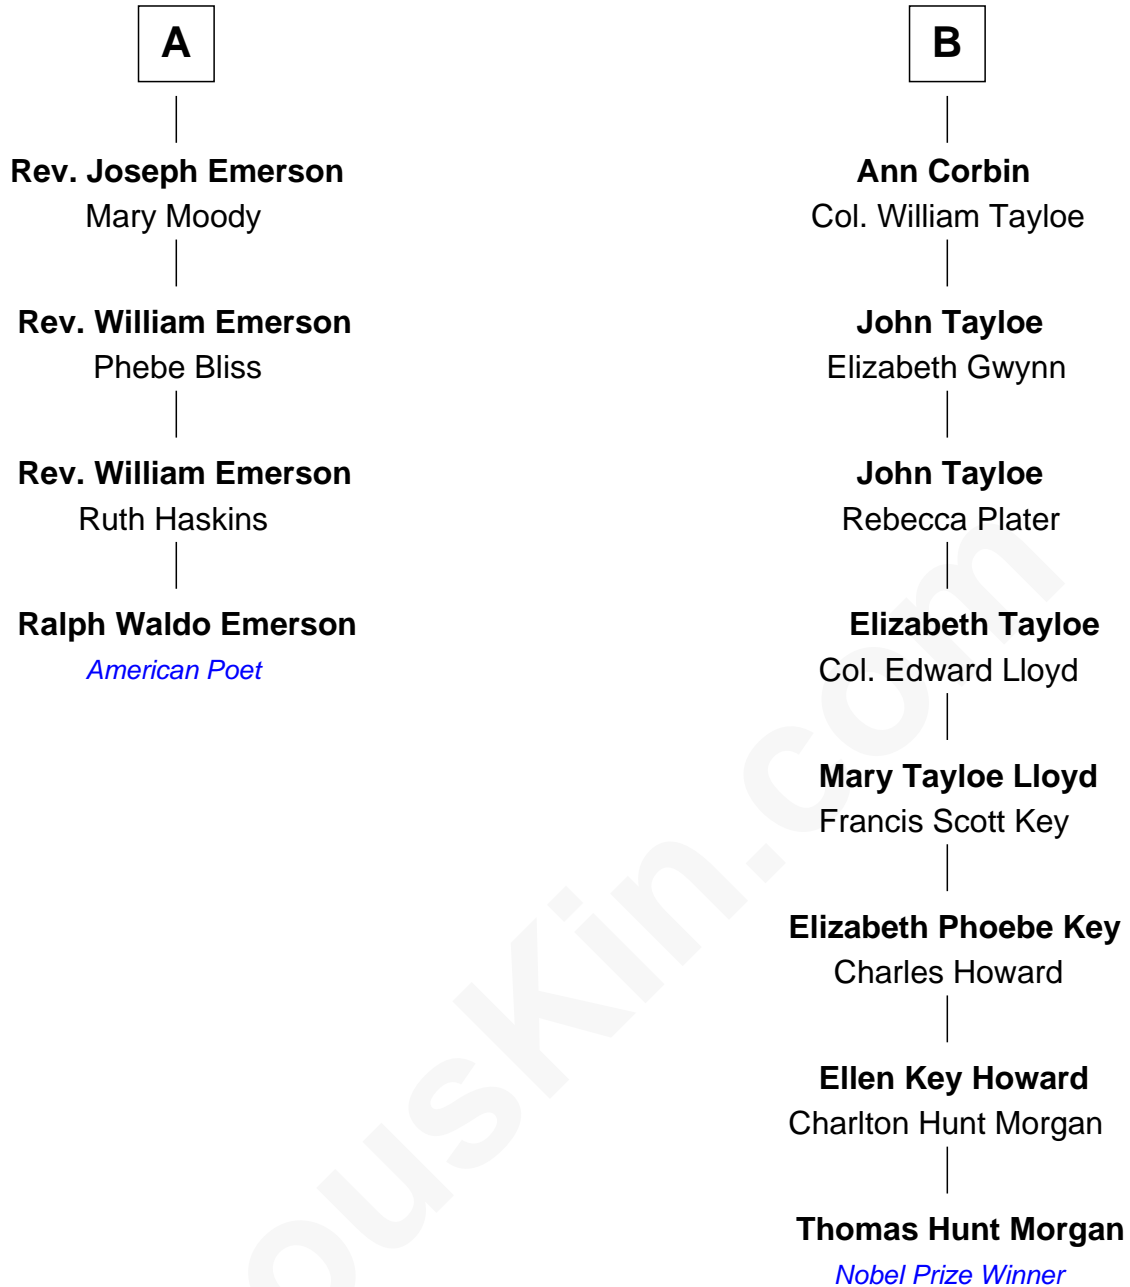 A
Rev. Joseph Emerson
Mary Moody
Rev. William Emerson
Phebe Bliss
Rev. William Emerson
Ruth Haskins
Ralph Waldo Emerson
American Poet
B
Ann Corbin
Col. William Tayloe
John Tayloe
Elizabeth Gwynn
John Tayloe
Rebecca Plater
Elizabeth Tayloe
Col. Edward Lloyd
Mary Tayloe Lloyd
Francis Scott Key
Elizabeth Phoebe Key
Charles Howard
Ellen Key Howard
Charlton Hunt Morgan
Thomas Hunt Morgan
Nobel Prize Winner
ousKin.com